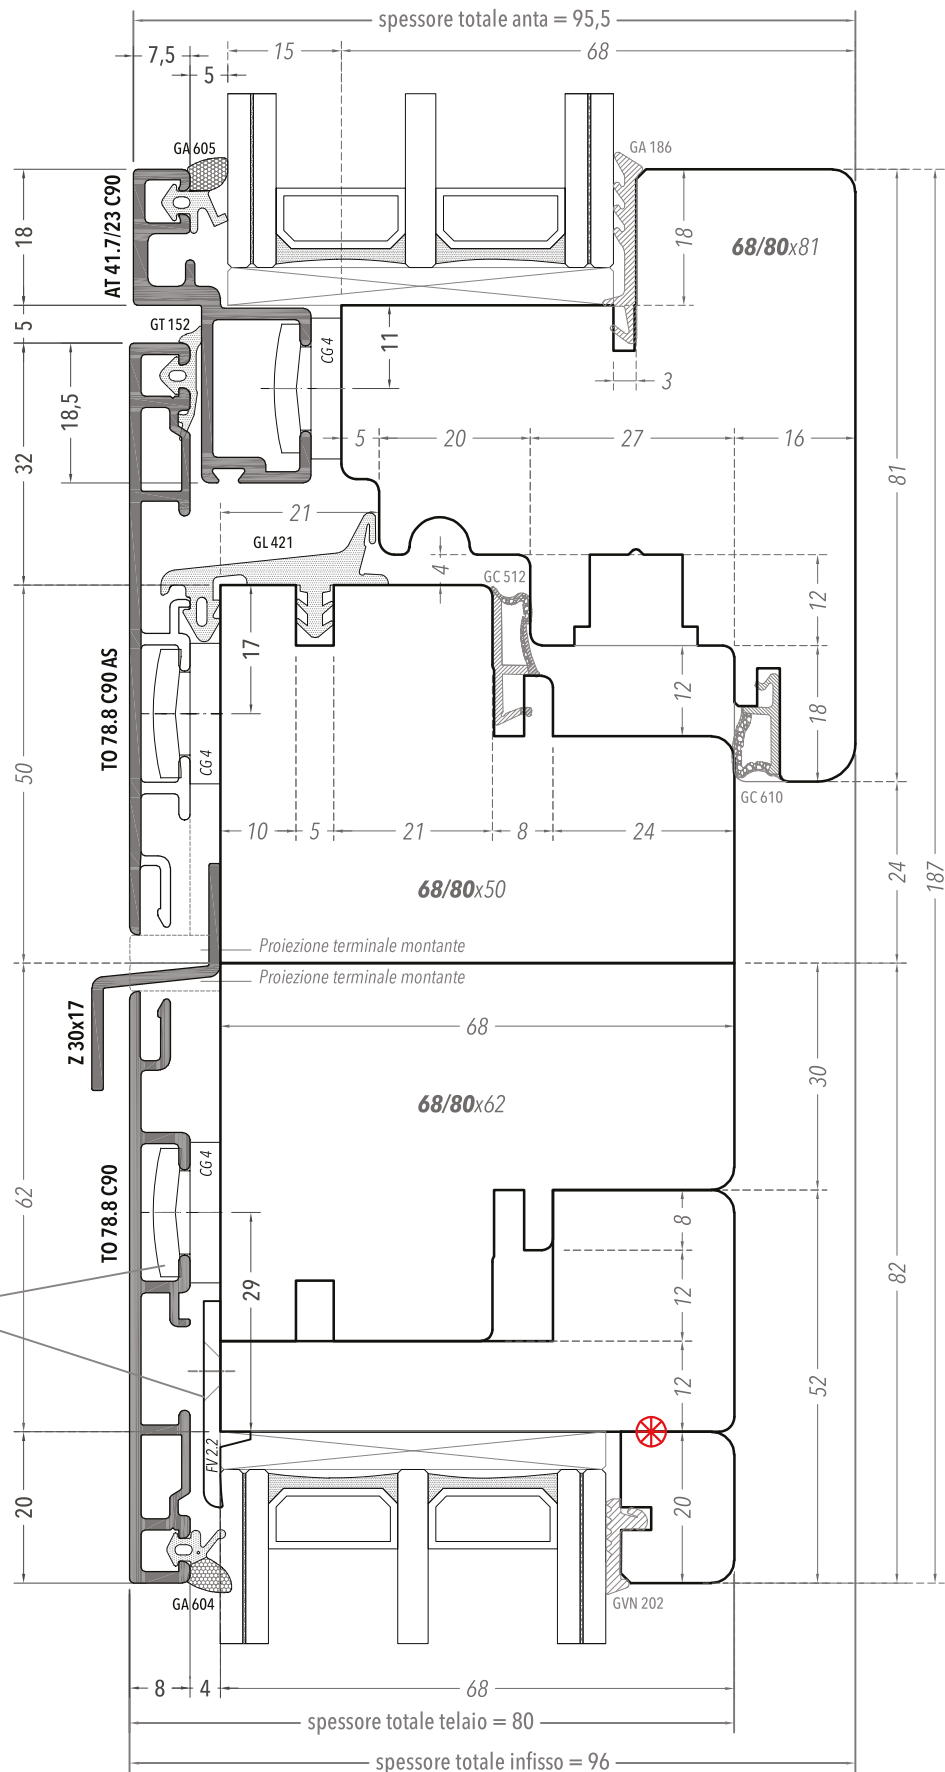 spessore totale anta = 95,5
7,5
15
68
5
GA 605
GA 186
AT 41.7/23 C90
18
18
68/80x81
5
GT 152
CG 4
11
3
18,5
32
5
20
27
16
81
21
GL 421
4
GC 512
12
17
12
18
TO 78.8 C90 AS
CG 4
50
GC 610
10
5
21
8
24
24
187
68/80x50
Proiezione terminale montante
Proiezione terminale montante
Z 30x17
68
30
68/80x62
CG 4
TO 78.8 C90
62
8
29
12
82
12
52
FV 2.2
20
20
GA 604
GVN 202
8
4
68
spessore totale telaio = 80
spessore totale infisso = 96